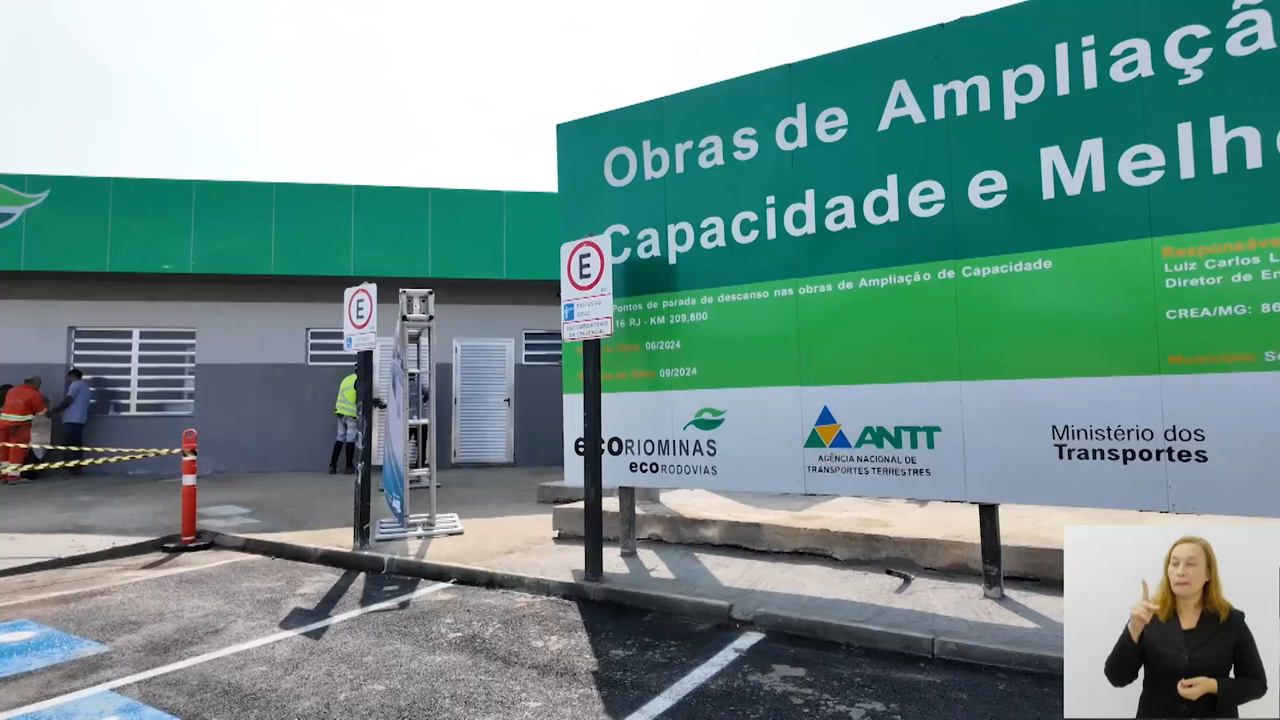 Obras de Ampliaçã
Capacidade e Melh
Pontos de parada de descanso nas obras de Ampliação de Capacidade
16 RJ - KM 209,800
06/2024
09/2024
Responsáve
Luiz Carlos L
Diretor de En
CREA/MG: 86
Município: S
ecoRIOMINAS
ecoRODOVIAS
ANTT
AGÊNCIA NACIONAL DE
TRANSPORTES TERRESTRES
Ministério dos
Transportes
E
E